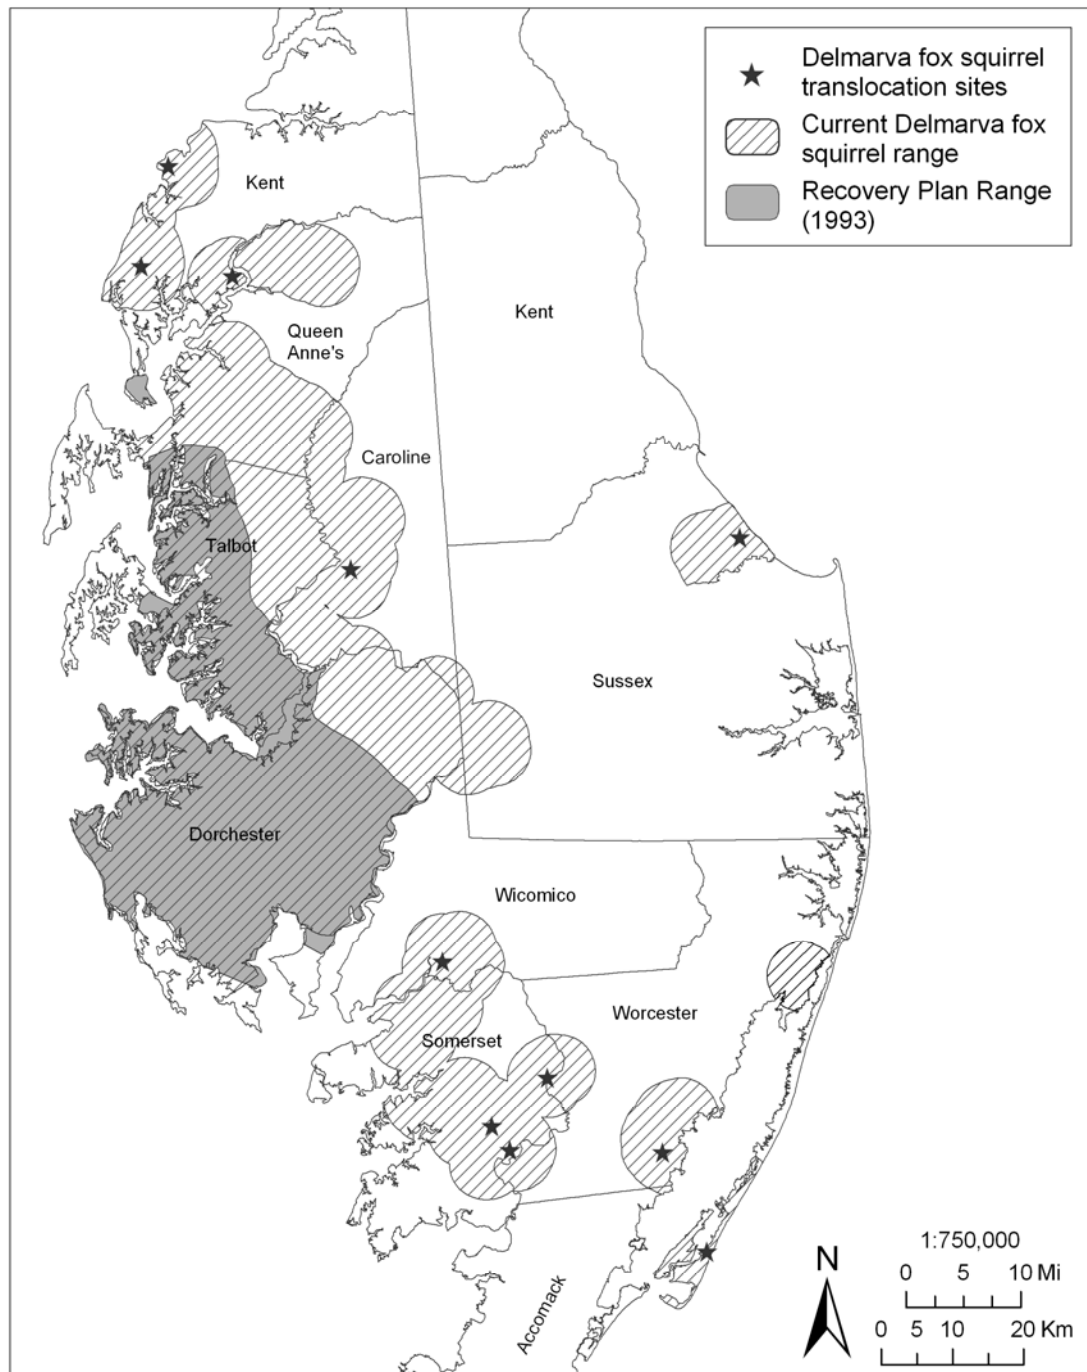 Delmarva fox squirrel
translocation sites
Current Delmarva fox
squirrel range
Recovery Plan Range
(1993)
Kent
Kent
Queen
Anne's
Caroline
Talbot
Sussex
Dorchester
Wicomico
Worcester
Somerset
Accomack
N
1:750,000
0 5 10 Mi
0 5 10 20 Km